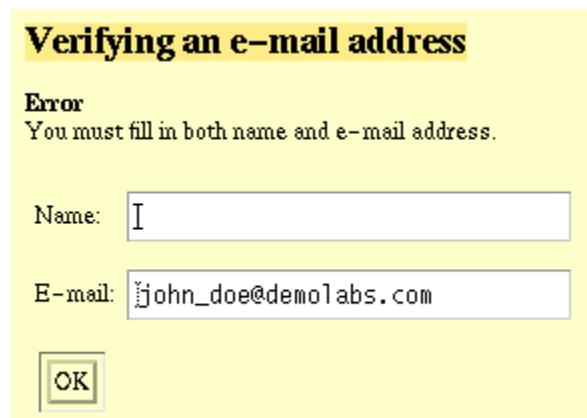 Verifying an e-mail address
Error
You must fill in both name and e-mail address.
Name:
E-mail: john_doe@demolabs.com
OK